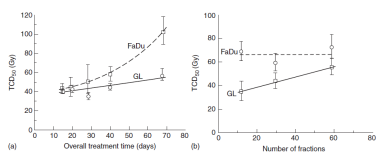 120
100
80
60
40
20
0
TCD50 (Gy)
FaDu
GL
0 10 20 30 40 50 60 70 80
(a) Overall treatment time (days)
100
80
60
40
20
0
TCD50 (Gy)
FaDu
GL
0 20 40 60 80
(b) Number of fractions